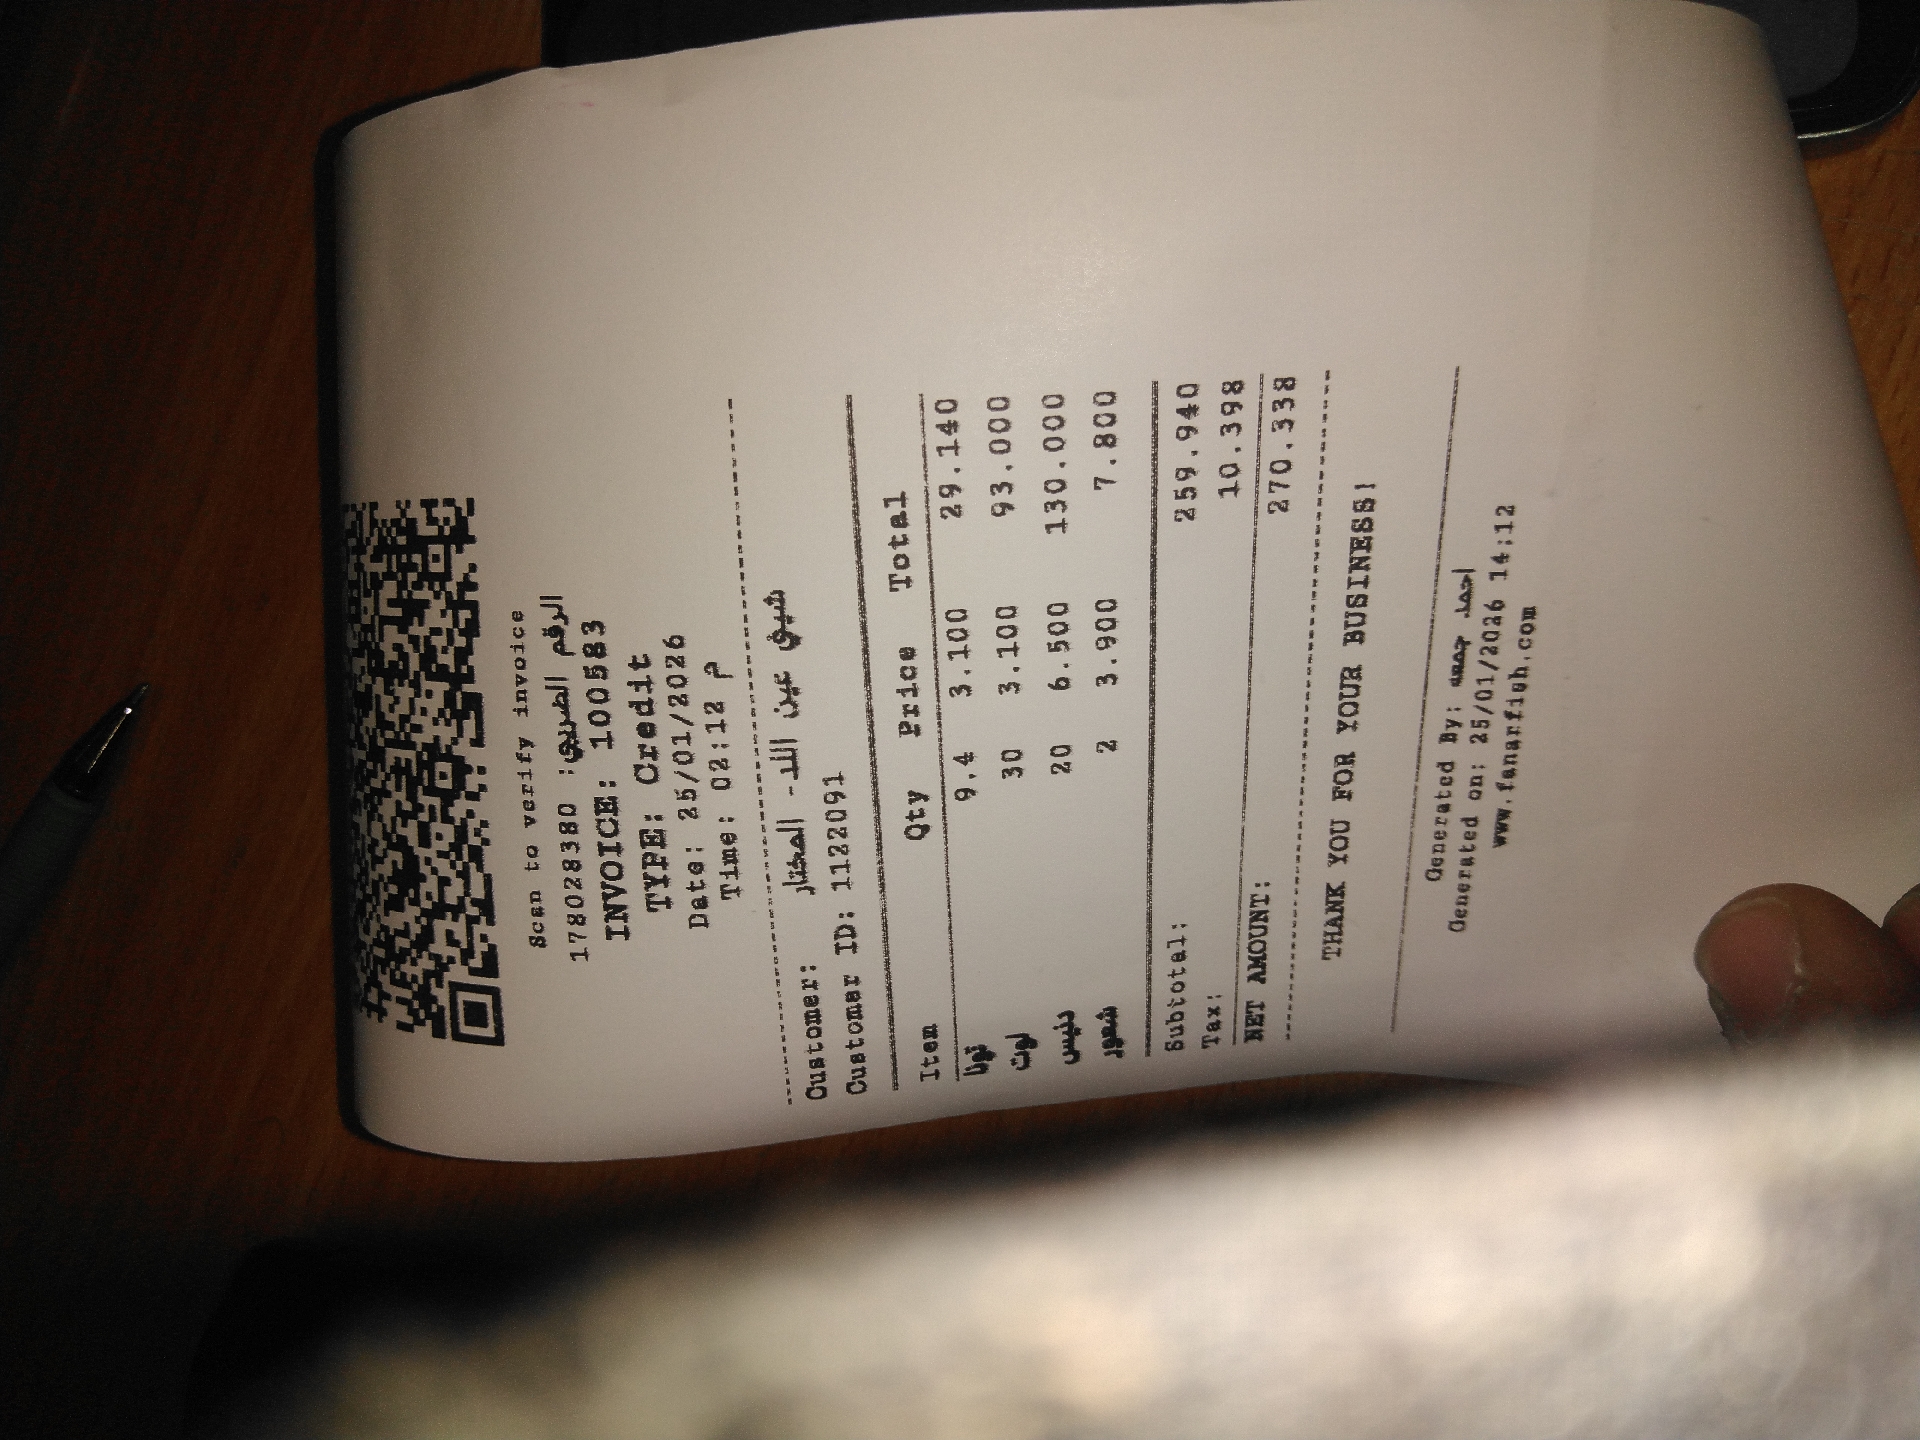 Scan to verify invoice
178028380 :الرقم الضريبي
INVOICE: 100583
TYPE: Credit
Date: 25/01/2026
Time: 02:12 م
Customer: شيق عين اللد- المختار
Customer ID: 1122091
Item Qty Price Total
تونا 9.4 3.100 29.140
لوت 30 3.100 93.000
دنيس 20 6.500 130.000
شعور 2 3.900 7.800
Subtotal: 259.940
Tax: 10.398
NET AMOUNT: 270.338
THANK YOU FOR YOUR BUSINESS!
Generated By: احمد جمعه
Generated on: 25/01/2026 14:12
www.fanarfish.com